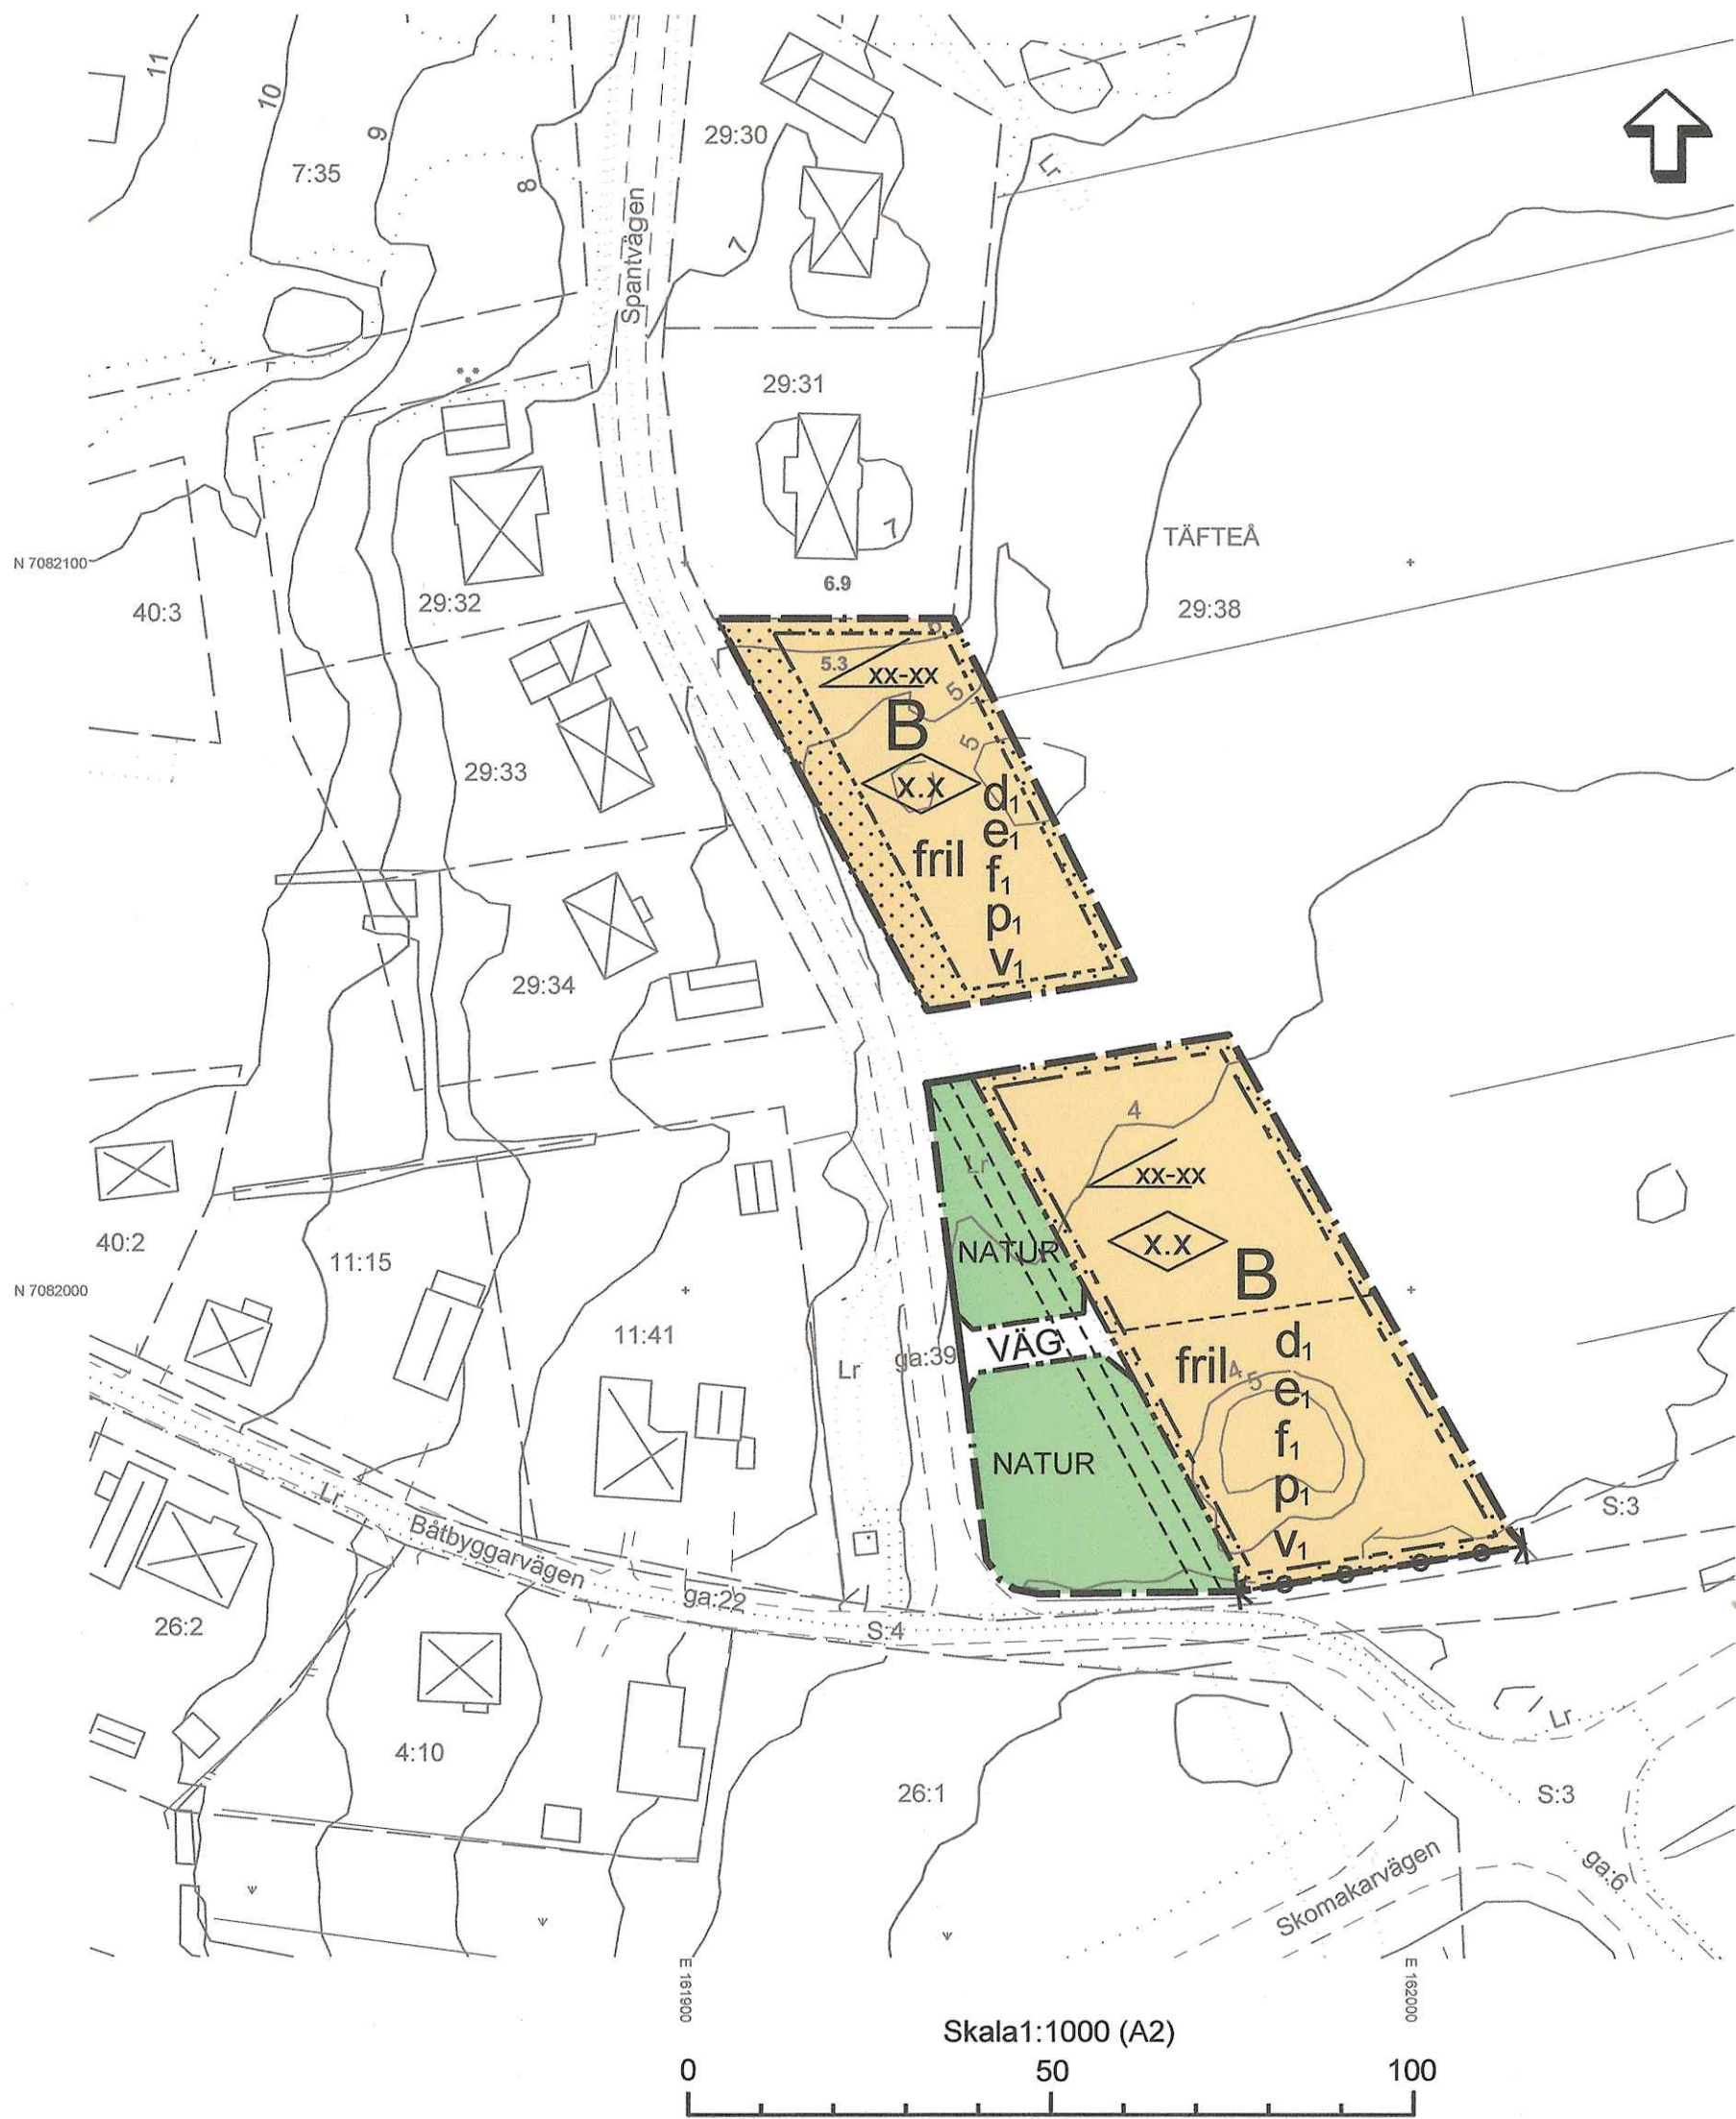 11
10
9
8
7:35
29:30
Lr
Spantvägen
7
29:31
7
6.9
N 7082100
40:3
29:32
TÄFTEÅ
29:38
6
5.3
xx-xx
5
B
5
x.x
d1
e1
fril
f1
p1
v1
29:33
29:34
4
Lr
xx-xx
x.x
B
NATUR
40:2
11:15
N 7082000
11:41
VÄG
Lr
ga:39
fril
4
5
d1
e1
f1
p1
v1
NATUR
Lr
Båtbyggarvägen
ga:22
S:4
S:3
26:2
4:10
26:1
Lr
S:3
ga:6
Skomakarvägen
E 161900
E 162000
Skala1:1000 (A2)
0 50 100